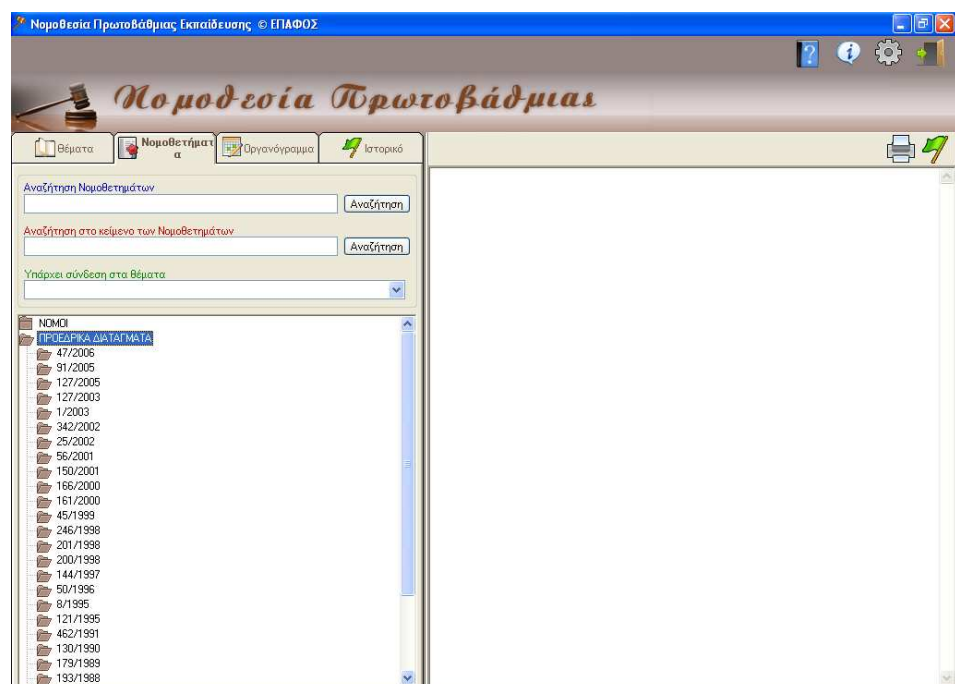 Νομοθεσία Πρωτοβάθμιας Εκπαίδευσης © ΕΠΑΦΟΣ
?
i
Νομοθεσία Πρωτοβάθμιας
Θέματα
Νομοθετήματ
α
Οργανόγραμμα
Ιστορικό
Αναζήτηση Νομοθετημάτων
Αναζήτηση
Αναζήτηση στο κείμενο των Νομοθετημάτων
Αναζήτηση
Υπάρχει σύνδεση στα θέματα
ΝΟΜΟΙ
ΠΡΟΕΔΡΙΚΑ ΔΙΑΤΑΓΜΑΤΑ
47/2006
91/2005
127/2005
127/2003
1/2003
342/2002
25/2002
56/2001
150/2001
166/2000
161/2000
45/1999
246/1998
201/1998
200/1998
144/1997
50/1996
8/1995
121/1995
462/1991
130/1990
179/1989
193/1988